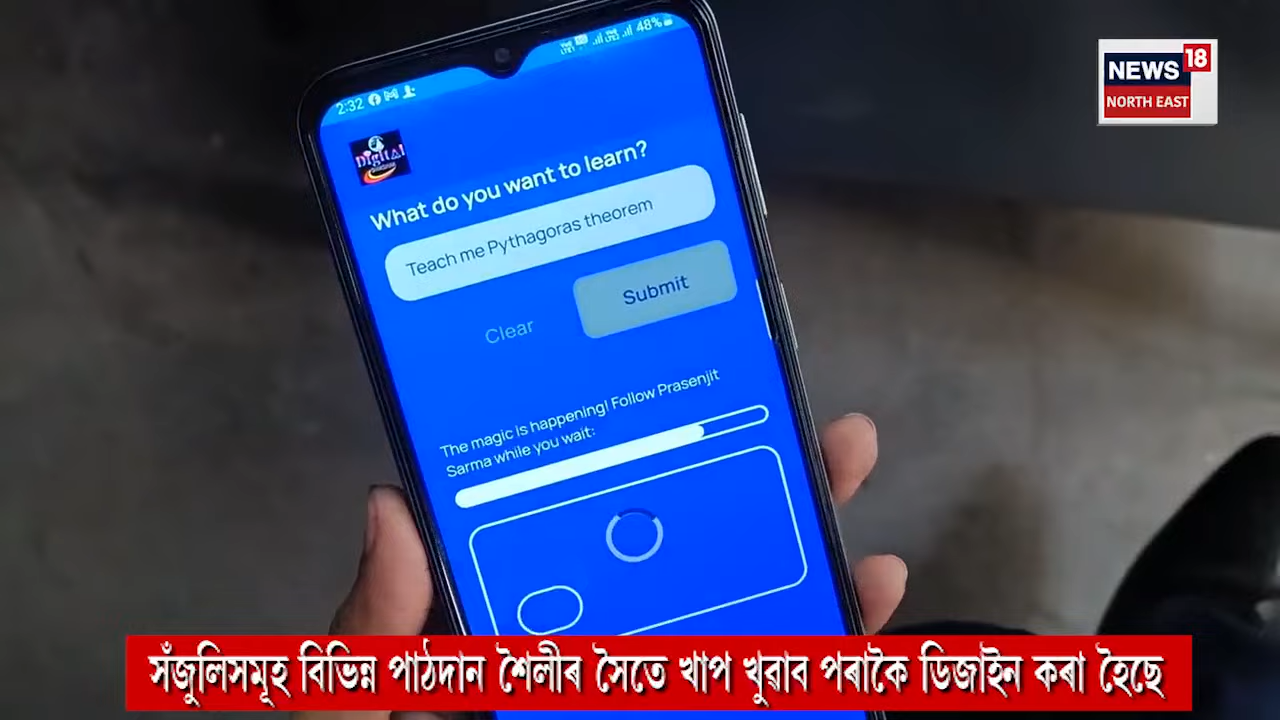 NEWS 18
NORTH EAST
2:32
48%
Digital
What do you want to learn?
Teach me Pythagoras theorem
Submit
Clear
The magic is happening! Follow Prasenjit
Sarma while you wait:
সঁজুলিসমূহ বিভিন্ন পাঠদান শৈলীৰ সৈতে খাপ খুৱাব পৰাকৈ ডিজাইন কৰা হৈছে